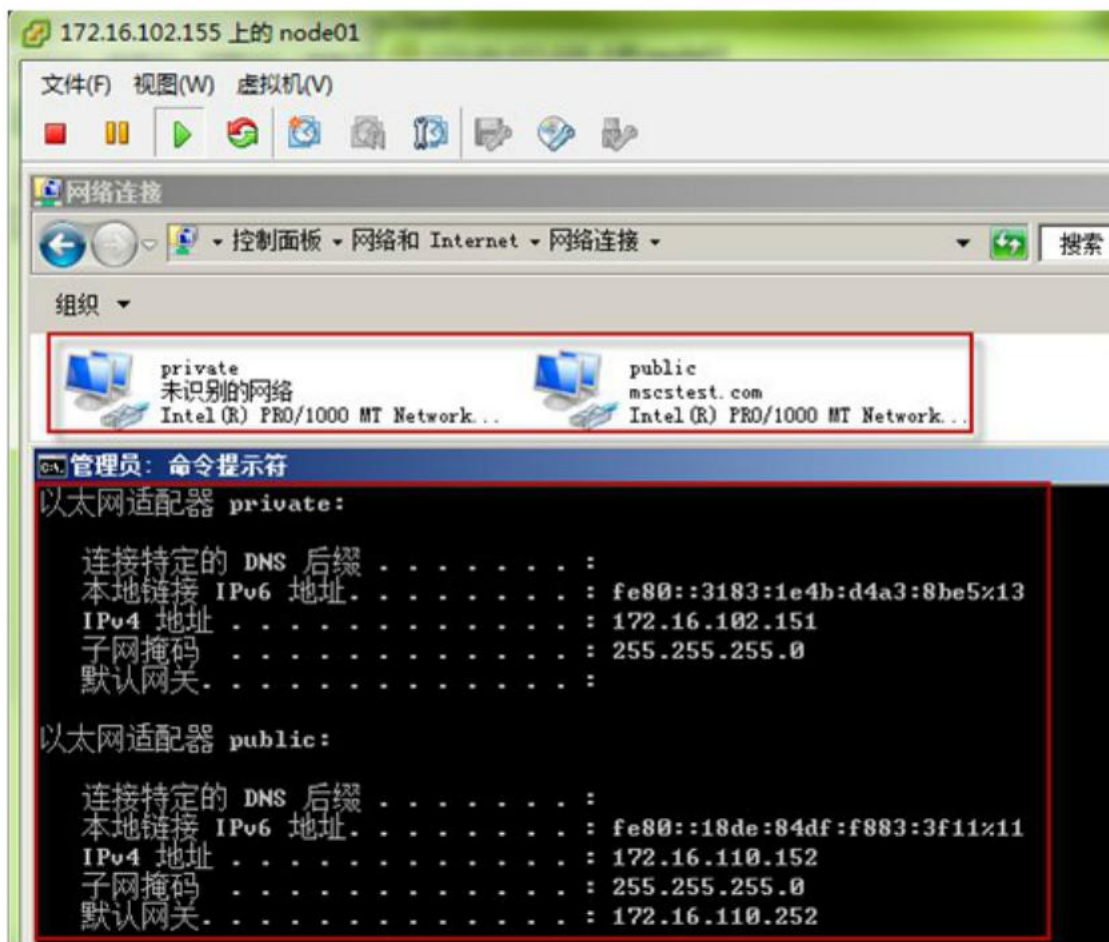 172.16.102.155 上的 node01
文件(F) 视图(W) 虚拟机(V)
网络连接
控制面板 网络和 Internet 网络连接 搜索
组织
private
未识别的网络
Intel(R) PRO/1000 MT Network...
public
mscstest.com
Intel(R) PRO/1000 MT Network...
管理员: 命令提示符
以太网适配器 private:
连接特定的 DNS 后缀 . . . . . . . :
本地链接 IPv6 地址. . . . . . . . : fe80::3183:1e4b:d4a3:8be5%13
IPv4 地址 . . . . . . . . . . . . : 172.16.102.151
子网掩码 . . . . . . . . . . . . : 255.255.255.0
默认网关. . . . . . . . . . . . . :
以太网适配器 public:
连接特定的 DNS 后缀 . . . . . . . :
本地链接 IPv6 地址. . . . . . . . : fe80::18de:84df:f883:3f11%11
IPv4 地址 . . . . . . . . . . . . : 172.16.110.152
子网掩码 . . . . . . . . . . . . : 255.255.255.0
默认网关. . . . . . . . . . . . . : 172.16.110.252